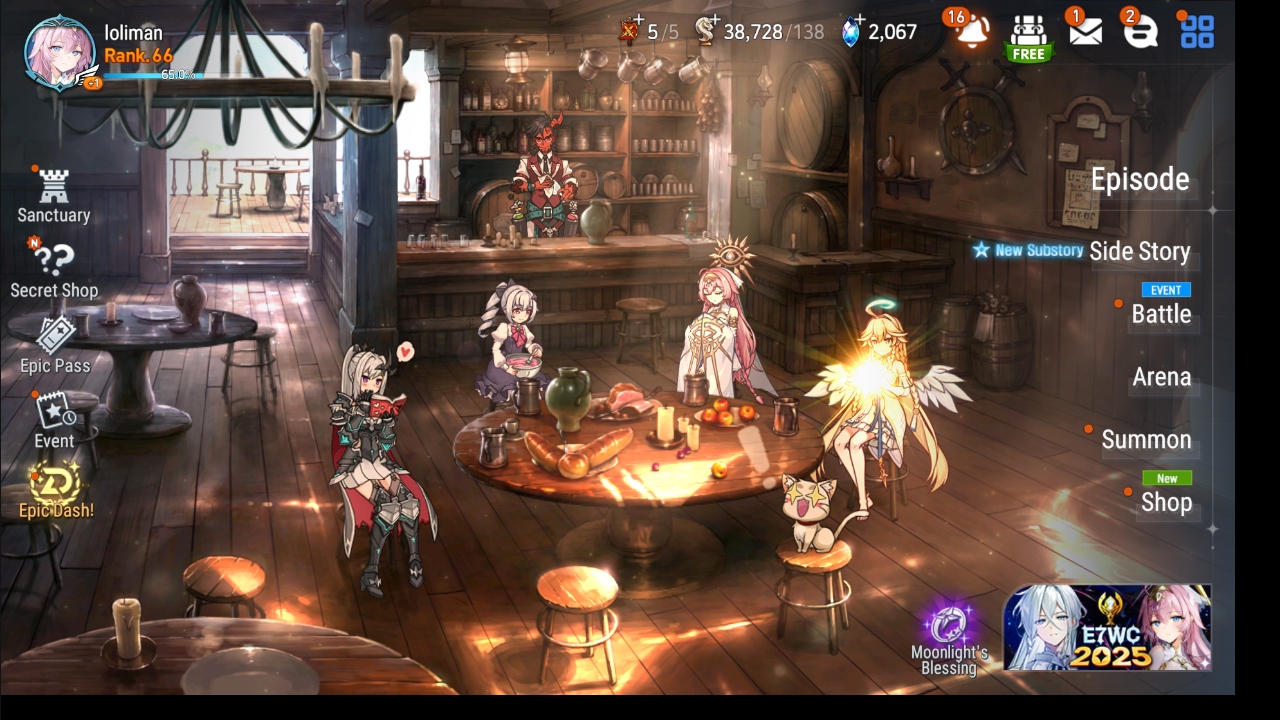 loliman
Rank.66
65.0%
+1
5/5
38,728/138
2,067
16
FREE
1
2
Sanctuary
N
Secret Shop
Epic Pass
Event
Epic Dash!
Episode
New Substory
Side Story
EVENT
Battle
Arena
Summon
New
Shop
Moonlight's
Blessing
E7WC
2025